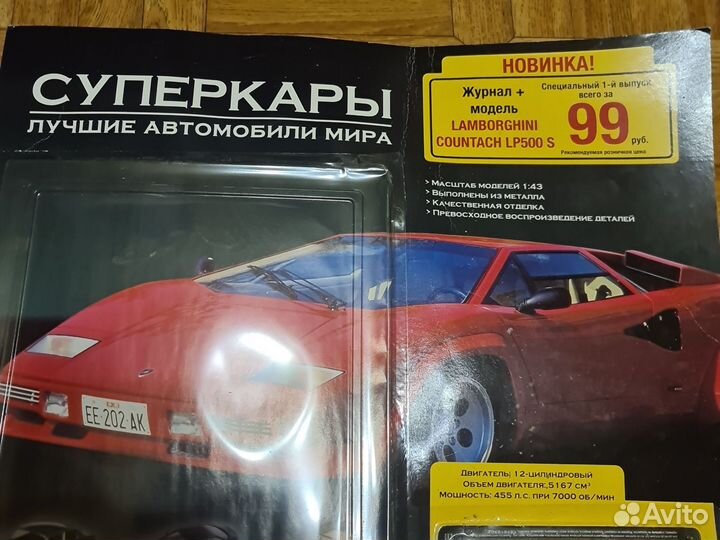 СУПЕРКАРЫ
ЛУЧШИЕ АВТОМОБИЛИ МИРА
НОВИНКА!
Журнал +
модель
LAMBORGHINI
COUNTACH LP500 S
Специальный 1-й выпуск
всего за
99 руб.
Рекомендуемая розничная цена
> МАСШТАБ МОДЕЛЕЙ 1:43
> ВЫПОЛНЕНЫ ИЗ МЕТАЛЛА
> КАЧЕСТВЕННАЯ ОТДЕЛКА
> ПРЕВОСХОДНОЕ ВОСПРОИЗВЕДЕНИЕ ДЕТАЛЕЙ
EE·202·AK
ДВИГАТЕЛЬ: 12-ЦИЛИНДРОВЫЙ
ОБЪЕМ ДВИГАТЕЛЯ: 5167 СМ³
МОЩНОСТЬ: 455 Л.С. ПРИ 7000 ОБ/МИН
Avito